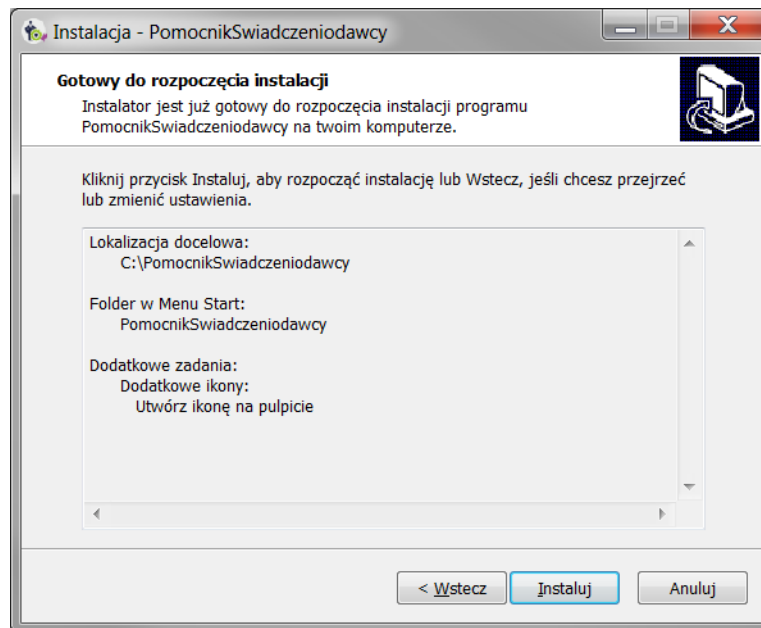 Instalacja - PomocnikSwiadczeniodawcy
Gotowy do rozpoczęcia instalacji
Instalator jest już gotowy do rozpoczęcia instalacji programu
PomocnikSwiadczeniodawcy na twoim komputerze.
Kliknij przycisk Instaluj, aby rozpocząć instalację lub Wstecz, jeśli chcesz przejrzeć
lub zmienić ustawienia.
Lokalizacja docelowa:
C:\PomocnikSwiadczeniodawcy
Folder w Menu Start:
PomocnikSwiadczeniodawcy
Dodatkowe zadania:
Dodatkowe ikony:
Utwórz ikonę na pulpicie
< Wstecz
Instaluj
Anuluj